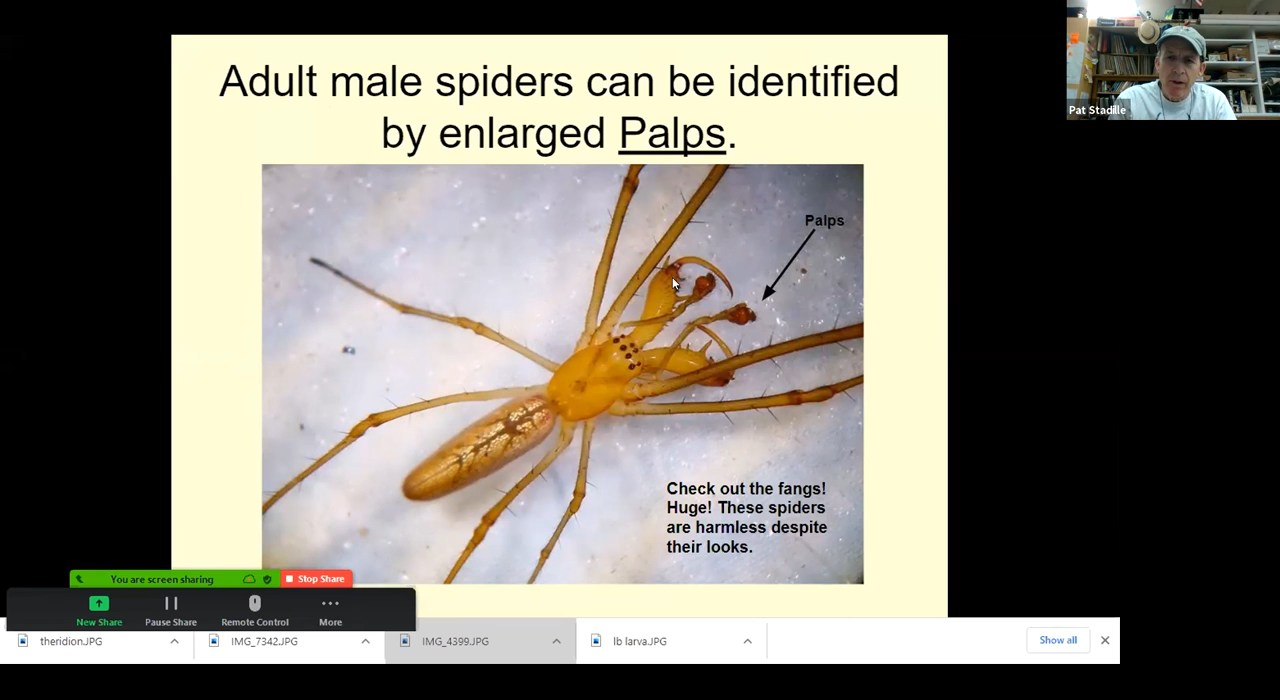 Adult male spiders can be identified
by enlarged Palps.
Pat Stadille
Palps
Check out the fangs!
Huge! These spiders
are harmless despite
their looks.
You are screen sharing
Stop Share
New Share
Pause Share
Remote Control
More
theridion.JPG
IMG_7342.JPG
IMG_4399.JPG
lb larva.JPG
Show all